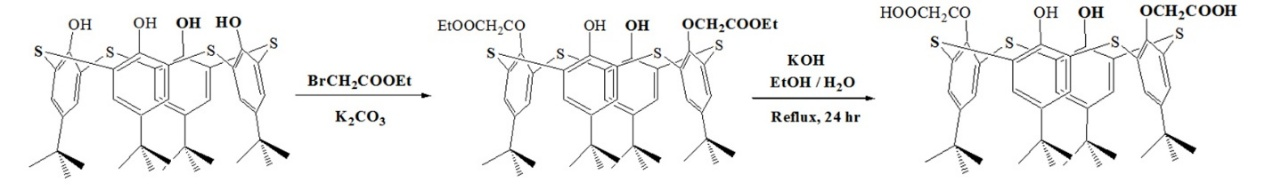 OH OH OH HO
S S S S
BrCH₂COOEt
K₂CO₃
EtOOCH₂CO OH OH OCH₂COOEt
S S S S
KOH
EtOH / H₂O
Reflux, 24 hr
HOOCH₂CO OH OH OCH₂COOH
S S S S